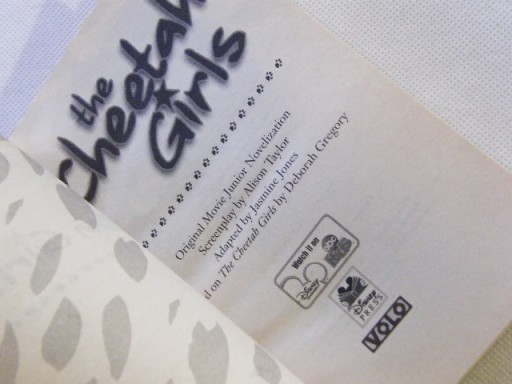 the
Cheetah
Girls
Original Movie Junior Novelization
Screenplay by Alison Taylor
Adapted by Jasmine Jones
d on The Cheetah Girls by Deborah Gregory
Watch it on
Disney
Disney
PRESS
VOLO